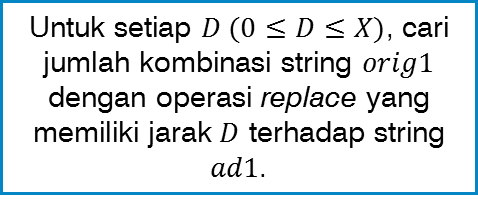 Untuk setiap D (0 ≤ D ≤ X), cari
jumlah kombinasi string orig1
dengan operasi replace yang
memiliki jarak D terhadap string
ad1.